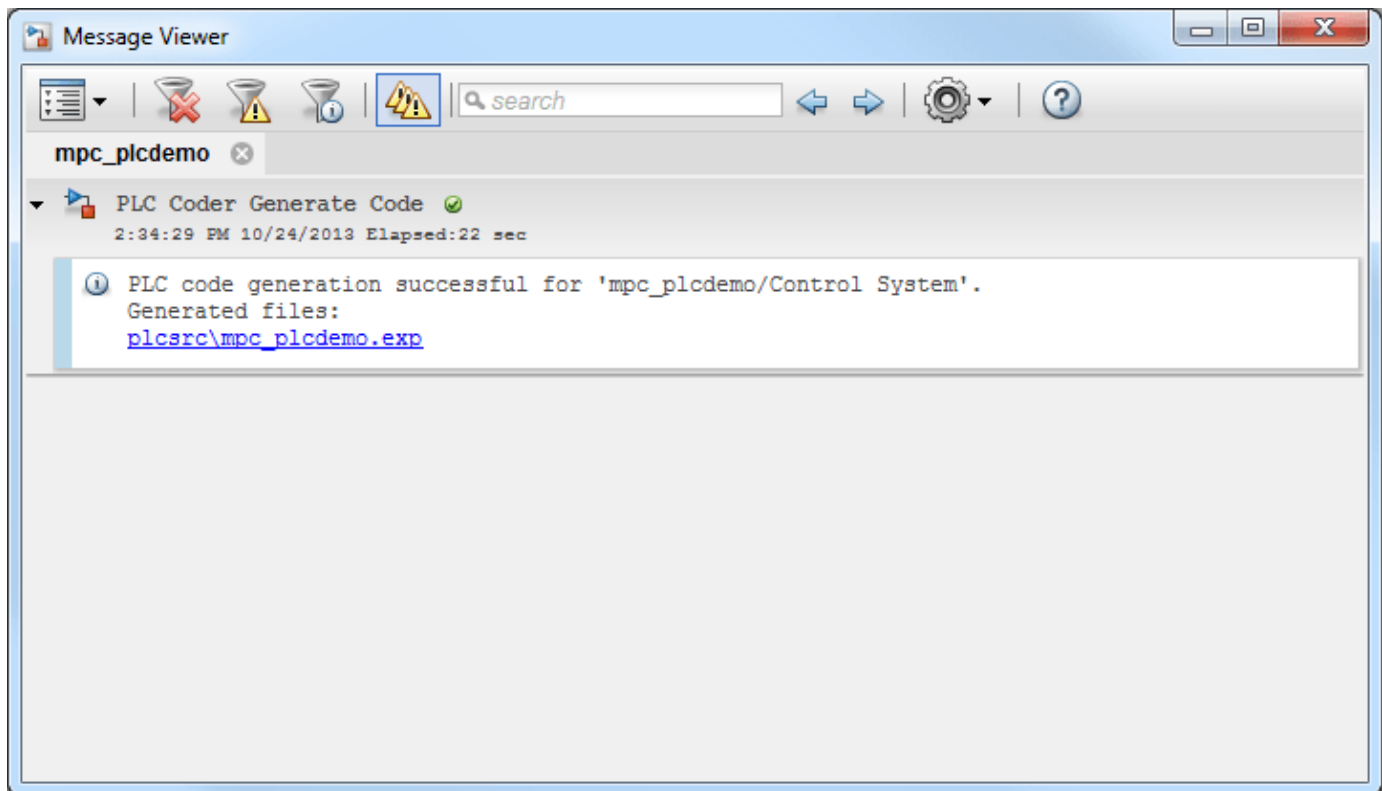 Message Viewer
search
mpc_plcdemo
PLC Coder Generate Code
2:34:29 PM 10/24/2013 Elapsed:22 sec
PLC code generation successful for 'mpc_plcdemo/Control System'.
Generated files:
plcsrc\mpc_plcdemo.exp